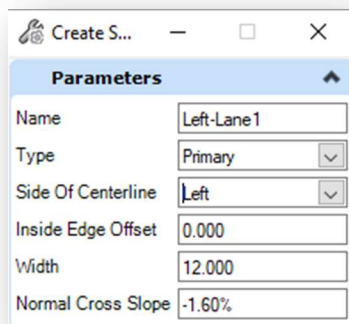 Create S...
Parameters
Name Left-Lane1
Type Primary
Side Of Centerline Left
Inside Edge Offset 0.000
Width 12.000
Normal Cross Slope -1.60%